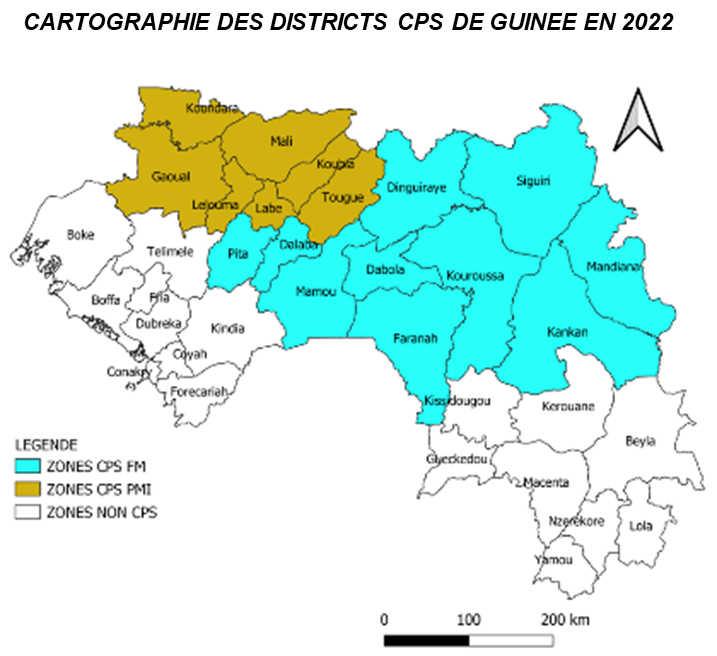 CARTOGRAPHIE DES DISTRICTS CPS DE GUINEE EN 2022
Koundara
Mali
Koubia
Gaoual
Lelouma
Labe
Tougue
Dinguiraye
Siguiri
Boke
Telimele
Pita
Dalaba
Dabola
Kouroussa
Mandiana
Boffa
Fria
Mamou
Dubreka
Kindia
Faranah
Kankan
Coyah
Conakry
Forecariah
Kissidougou
Kerouane
Beyla
LEGENDE
ZONES CPS FM
ZONES CPS PMI
ZONES NON CPS
Gueckedou
Macenta
Nzerekore
Lola
Yamou
0 100 200 km